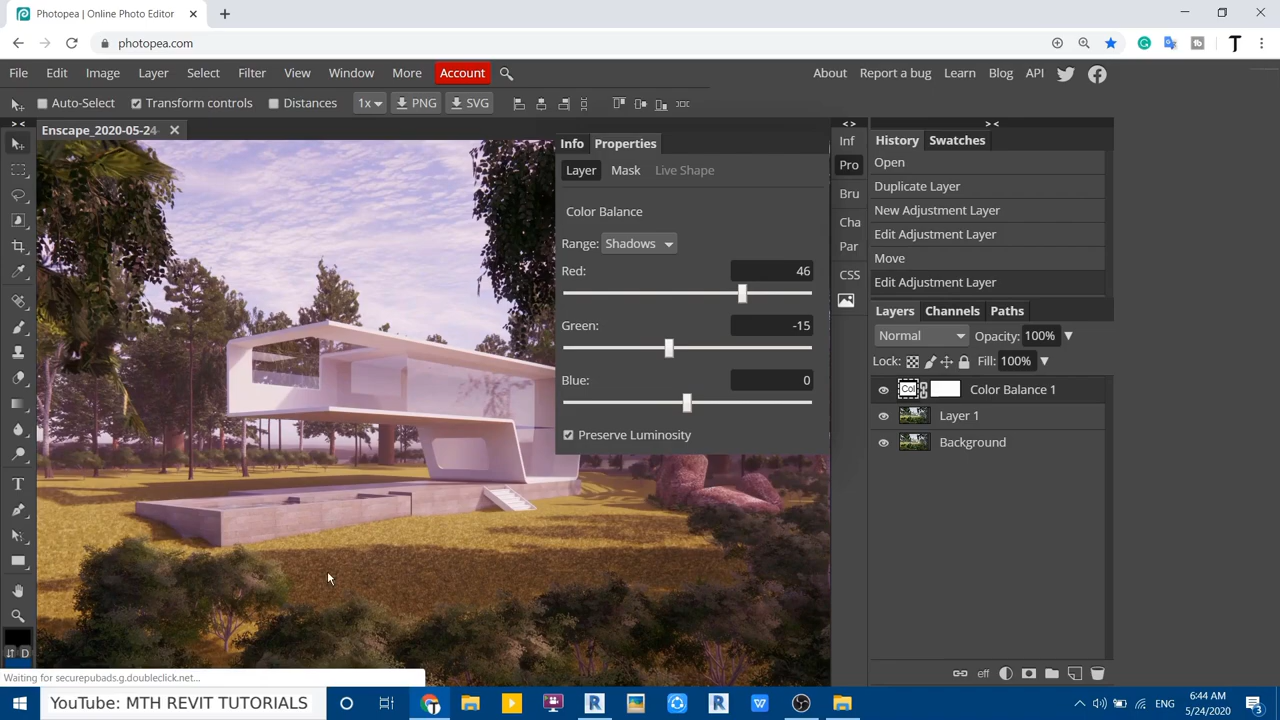 Photopea | Online Photo Editor
photopea.com
File Edit Image Layer Select Filter View Window More Account About Report a bug Learn Blog API
Auto-Select Transform controls Distances 1x PNG SVG
> < <> > <
Enscape_2020-05-24
Info Properties
Layer Mask Live Shape
Color Balance
Range: Shadows
Red: 46
Green: -15
Blue: 0
Preserve Luminosity
Inf
Pro
Bru
Cha
Par
CSS
History Swatches
Open
Duplicate Layer
New Adjustment Layer
Edit Adjustment Layer
Move
Edit Adjustment Layer
Layers Channels Paths
Normal Opacity: 100%
Lock: Fill: 100%
Col Color Balance 1
Layer 1
Background
eff
D
Waiting for securepubads.g.doubleclick.net...
YouTube: MTH REVIT TUTORIALS
ENG
6:44 AM
5/24/2020
3